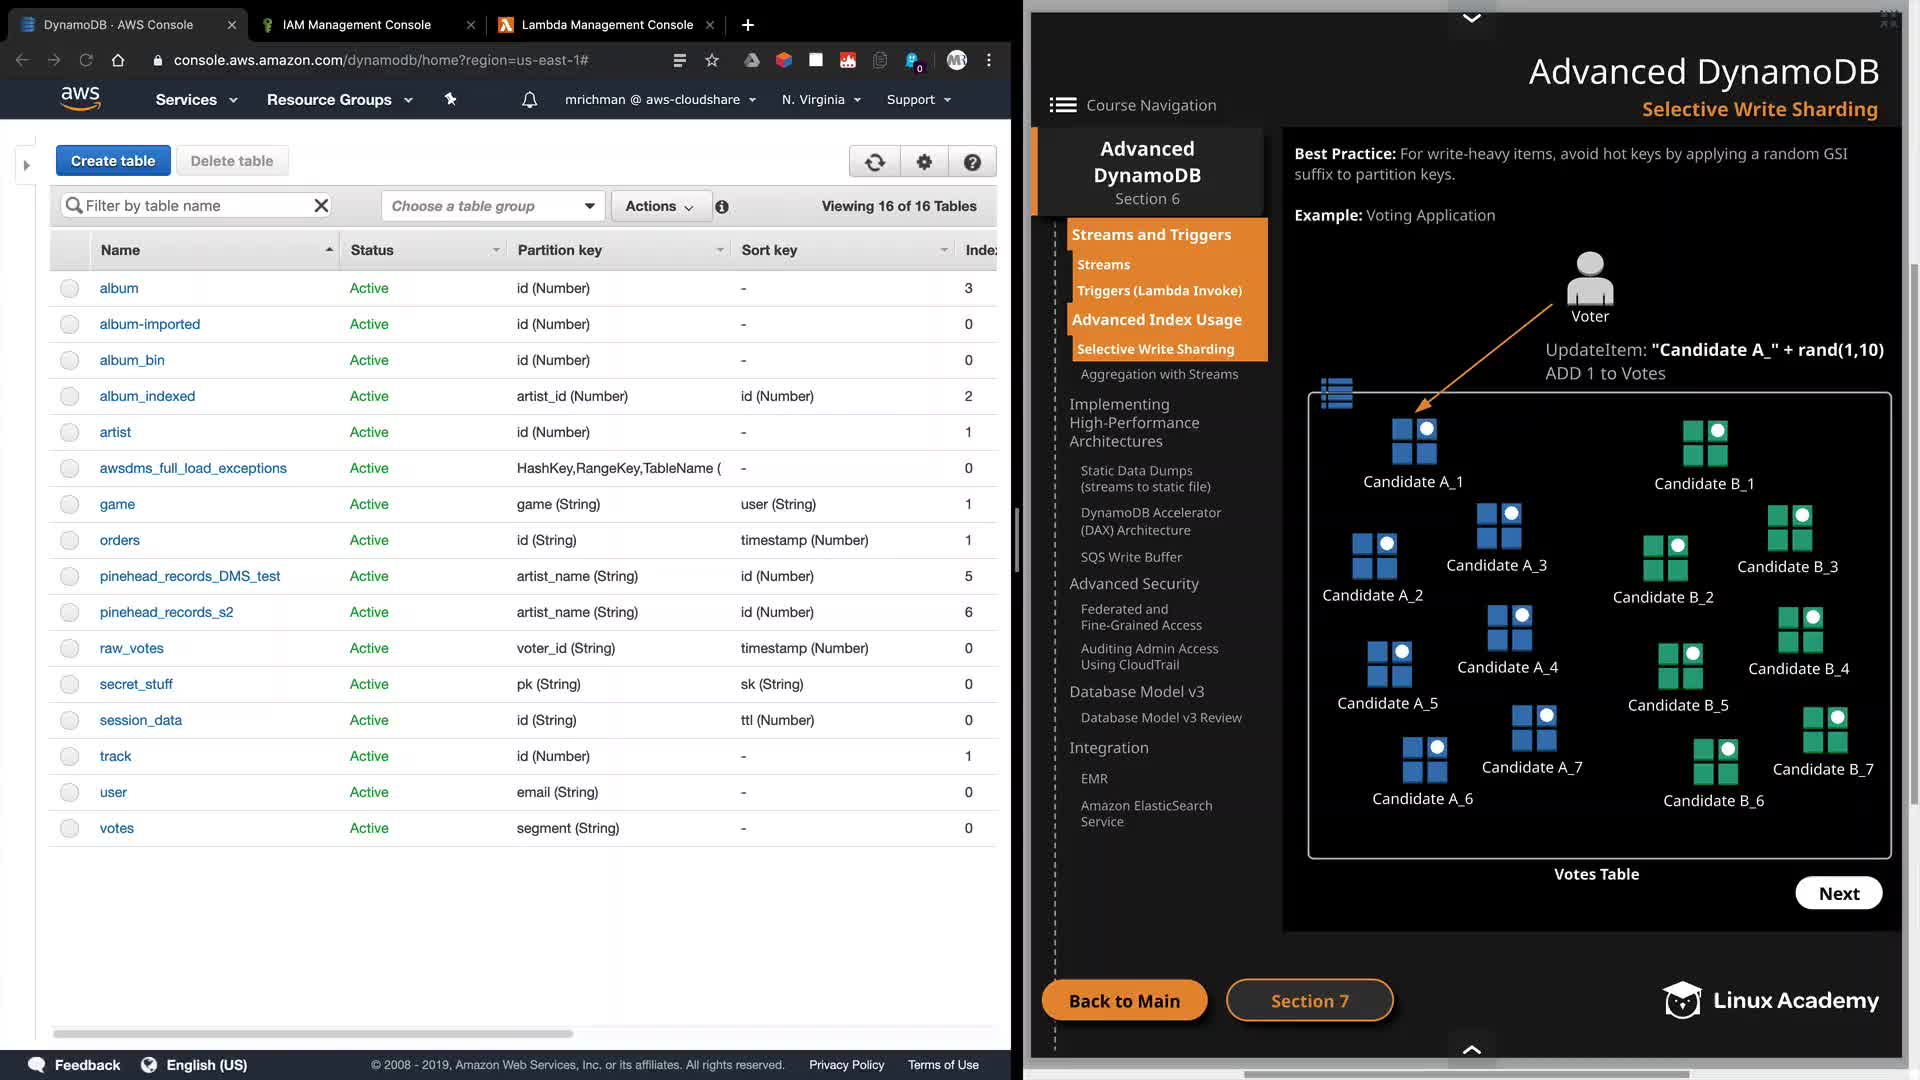 DynamoDB · AWS Console
IAM Management Console
Lambda Management Console
console.aws.amazon.com/dynamodb/home?region=us-east-1#
0
MR
aws
Services
Resource Groups
mrichman @ aws-cloudshare
N. Virginia
Support
Create table
Delete table
Filter by table name
Choose a table group
Actions
Viewing 16 of 16 Tables
Name Status Partition key Sort key Index
album Active id (Number) - 3
album-imported Active id (Number) - 0
album_bin Active id (Number) - 0
album_indexed Active artist_id (Number) id (Number) 2
artist Active id (Number) - 1
awsdms_full_load_exceptions Active HashKey,RangeKey,TableName ( - 0
game Active game (String) user (String) 1
orders Active id (String) timestamp (Number) 1
pinehead_records_DMS_test Active artist_name (String) id (Number) 5
pinehead_records_s2 Active artist_name (String) id (Number) 6
raw_votes Active voter_id (String) timestamp (Number) 0
secret_stuff Active pk (String) sk (String) 0
session_data Active id (String) ttl (Number) 0
track Active id (Number) - 1
user Active email (String) - 0
votes Active segment (String) - 0
Feedback
English (US)
© 2008 - 2019, Amazon Web Services, Inc. or its affiliates. All rights reserved.
Privacy Policy
Terms of Use
Advanced DynamoDB
Selective Write Sharding
Course Navigation
Advanced
DynamoDB
Section 6
Streams and Triggers
Streams
Triggers (Lambda Invoke)
Advanced Index Usage
Selective Write Sharding
Aggregation with Streams
Implementing
High-Performance
Architectures
Static Data Dumps
(streams to static file)
DynamoDB Accelerator
(DAX) Architecture
SQS Write Buffer
Advanced Security
Federated and
Fine-Grained Access
Auditing Admin Access
Using CloudTrail
Database Model v3
Database Model v3 Review
Integration
EMR
Amazon ElasticSearch
Service
Best Practice: For write-heavy items, avoid hot keys by applying a random GSI
suffix to partition keys.
Example: Voting Application
Voter
UpdateItem: "Candidate A_" + rand(1,10)
ADD 1 to Votes
Candidate A_1
Candidate B_1
Candidate A_3
Candidate B_3
Candidate A_2
Candidate B_2
Candidate A_4
Candidate B_4
Candidate A_5
Candidate B_5
Candidate A_7
Candidate B_7
Candidate A_6
Candidate B_6
Votes Table
Next
Back to Main
Section 7
Linux Academy